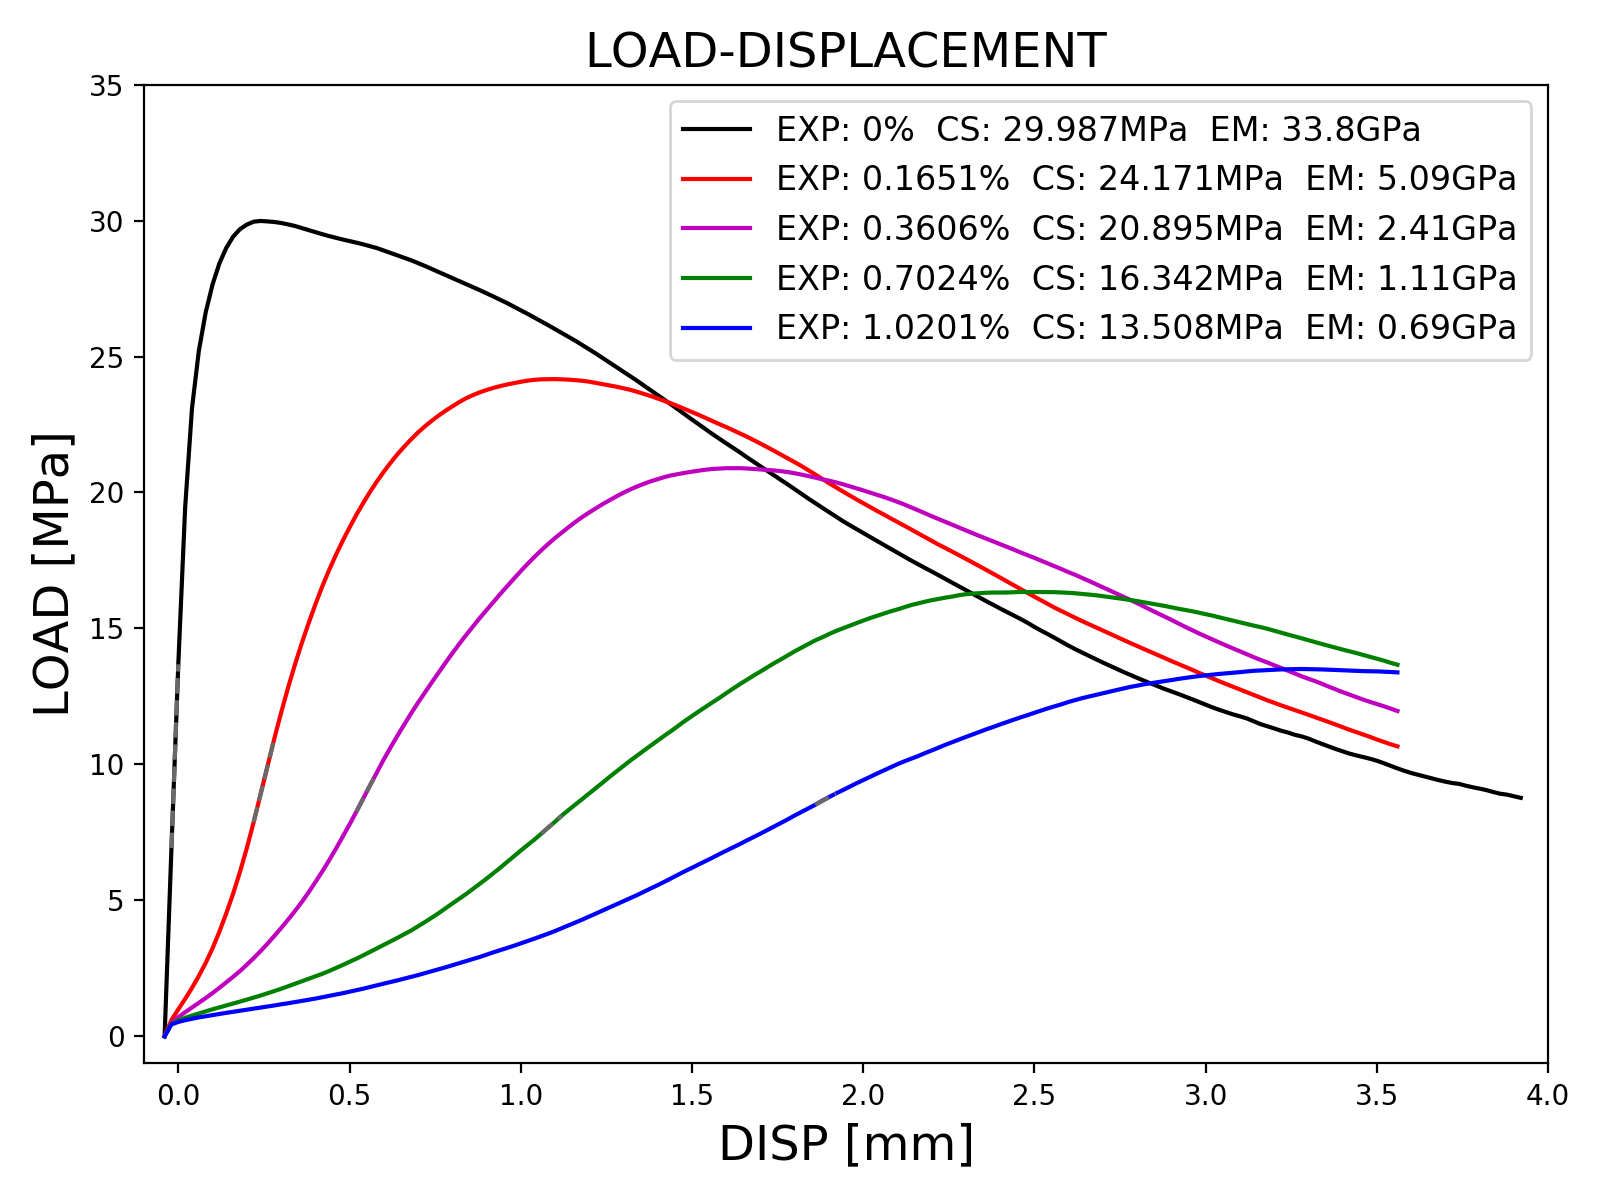 LOAD-DISPLACEMENT
EXP: 0%  CS: 29.987MPa  EM: 33.8GPa
EXP: 0.1651%  CS: 24.171MPa  EM: 5.09GPa
EXP: 0.3606%  CS: 20.895MPa  EM: 2.41GPa
EXP: 0.7024%  CS: 16.342MPa  EM: 1.11GPa
EXP: 1.0201%  CS: 13.508MPa  EM: 0.69GPa
LOAD [MPa]
35
30
25
20
15
10
5
0
0.0 0.5 1.0 1.5 2.0 2.5 3.0 3.5 4.0
DISP [mm]